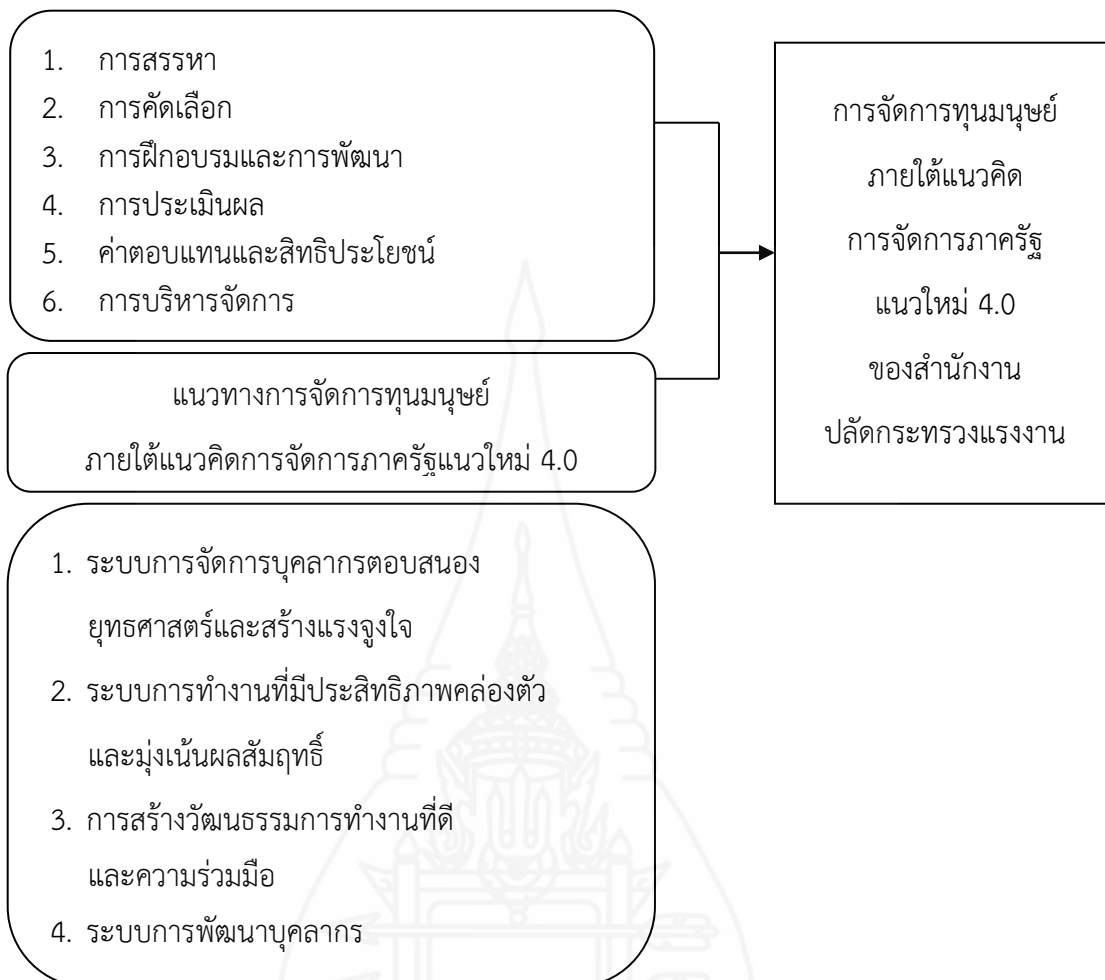 1. การสรรหา
2. การคัดเลือก
3. การฝึกอบรมและการพัฒนา
4. การประเมินผล
5. ค่าตอบแทนและสิทธิประโยชน์
6. การบริหารจัดการ
แนวทางการจัดการทุนมนุษย์
ภายใต้แนวคิดการจัดการภาครัฐแนวใหม่ 4.0
1. ระบบการจัดการบุคลากรตอบสนอง
ยุทธศาสตร์และสร้างแรงจูงใจ
2. ระบบการทำงานที่มีประสิทธิภาพคล่องตัว
และมุ่งเน้นผลสัมฤทธิ์
3. การสร้างวัฒนธรรมการทำงานที่ดี
และความร่วมมือ
4. ระบบการพัฒนาบุคลากร
การจัดการทุนมนุษย์
ภายใต้แนวคิด
การจัดการภาครัฐ
แนวใหม่ 4.0
ของสำนักงาน
ปลัดกระทรวงแรงงาน